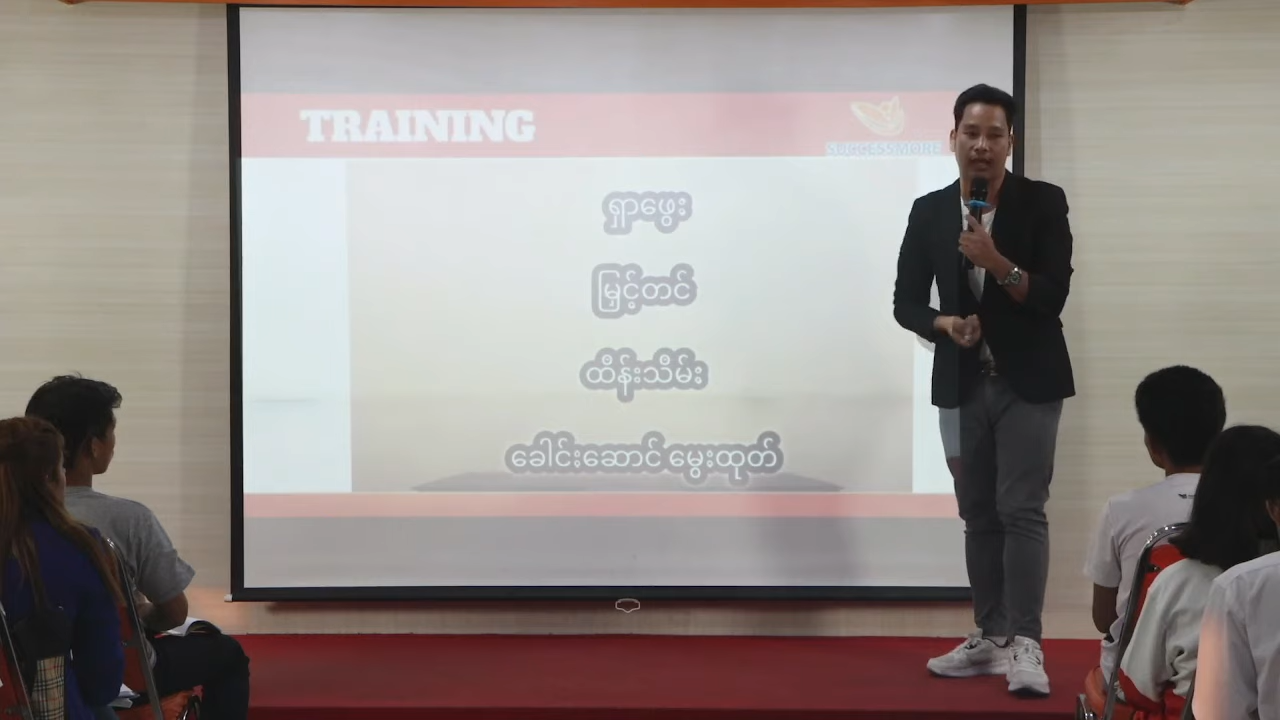 TRAINING
SUCCESSMORE
ရှာဖွေး
မြှင့်တင်
ထိန်းသိမ်း
ခေါင်းဆောင် မွေးထုတ်